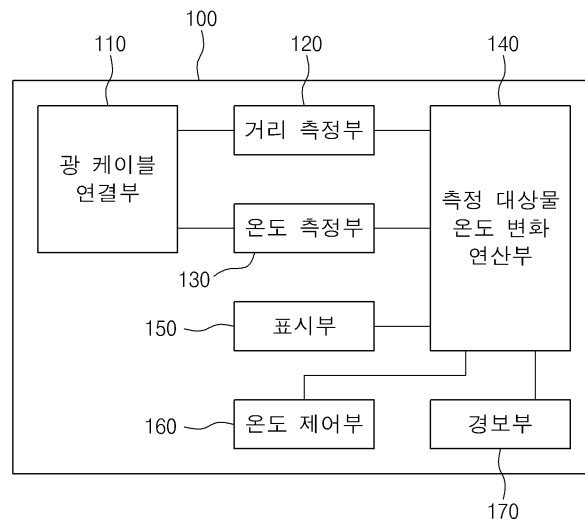 100
110
120
140
광 케이블
연결부
거리 측정부
측정 대상물
온도 변화
연산부
온도 측정부
130
150
표시부
160
온도 제어부
경보부
170